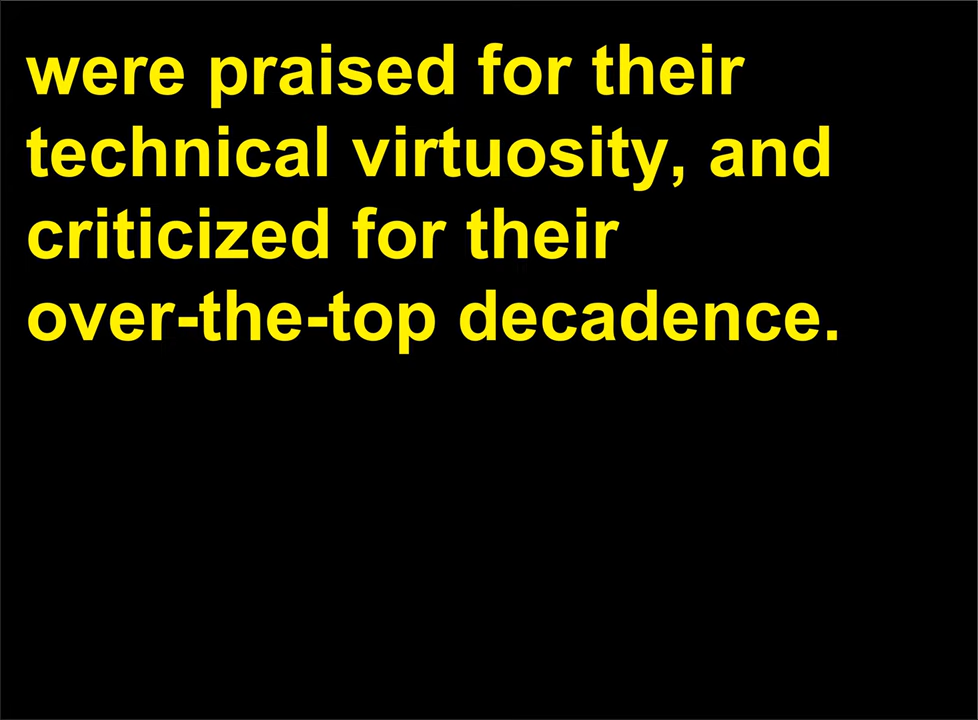 were praised for their
technical virtuosity, and
criticized for their
over-the-top decadence.